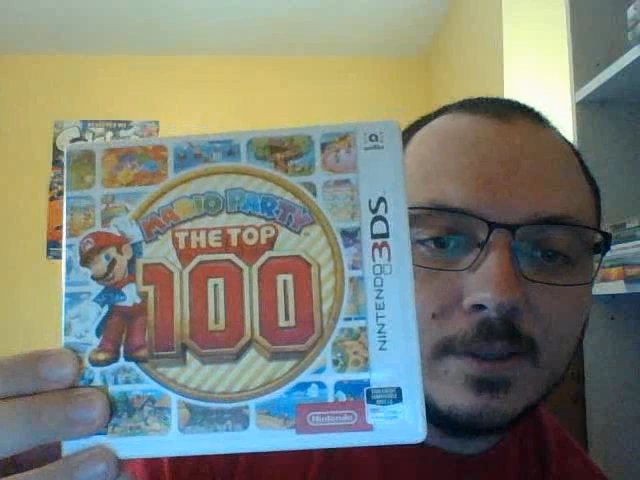 MARIO PARTY
THE TOP
100
NINTENDO 3DS
Nintendo